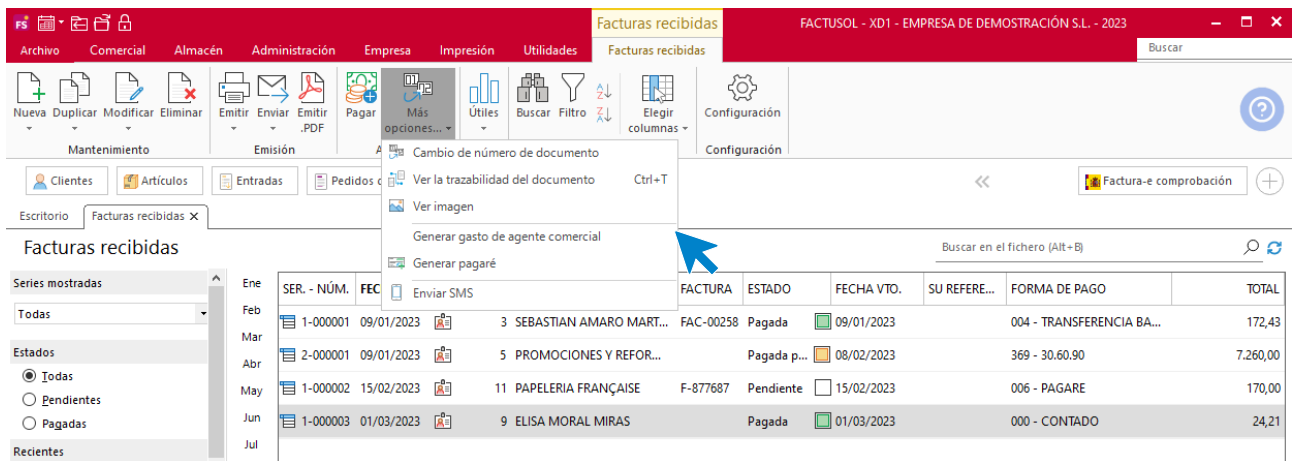 FS Facturas recibidas FACTUSOL - XD1 - EMPRESA DE DEMOSTRACIÓN S.L. - 2023
Archivo Comercial Almacén Administración Empresa Impresión Utilidades Facturas recibidas Buscar
Nueva Duplicar Modificar Eliminar Emitir Enviar Emitir .PDF Pagar Más opciones... Útiles Buscar Filtro Elegir columnas Configuración
Mantenimiento Emisión A Configuración
Cambio de número de documento
Ver la trazabilidad del documento Ctrl+T
Ver imagen
Generar gasto de agente comercial
Generar pagaré
Enviar SMS
Clientes Artículos Entradas Pedidos Factura-e comprobación
Escritorio Facturas recibidas
Facturas recibidas Buscar en el fichero (Alt+B)
Series mostradas
Todas
Estados
Todas
Pendientes
Pagadas
Recientes
Ene
Feb
Mar
Abr
May
Jun
Jul
SER. - NÚM. FEC FACTURA ESTADO FECHA VTO. SU REFERE... FORMA DE PAGO TOTAL
1-000001 09/01/2023 3 SEBASTIAN AMARO MART... FAC-00258 Pagada 09/01/2023 004 - TRANSFERENCIA BA... 172,43
2-000001 09/01/2023 5 PROMOCIONES Y REFOR... Pagada p... 08/02/2023 369 - 30.60.90 7.260,00
1-000002 15/02/2023 11 PAPELERIA FRANÇAISE F-877687 Pendiente 15/02/2023 006 - PAGARE 170,00
1-000003 01/03/2023 9 ELISA MORAL MIRAS Pagada 01/03/2023 000 - CONTADO 24,21